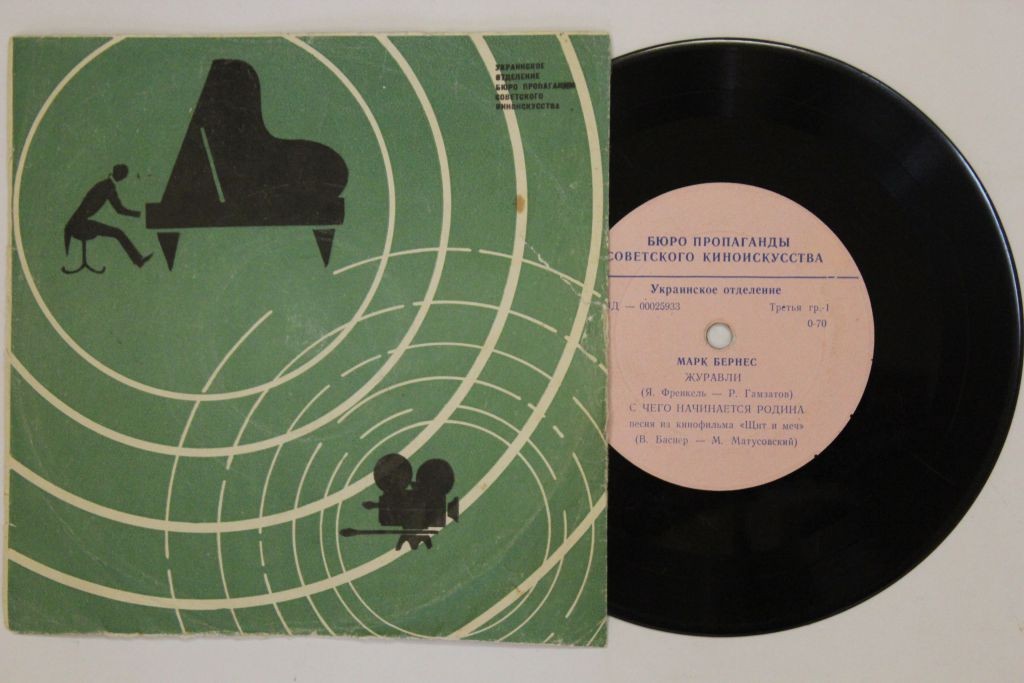 УКРАИНСКОЕ
ОТДЕЛЕНИЕ
БЮРО ПРОПАГАНДЫ
СОВЕТСКОГО
КИНОИСКУССТВА
БЮРО ПРОПАГАНДЫ
СОВЕТСКОГО КИНОИСКУССТВА
Украинское отделение
Д — 00025933 Третья гр.-1
0-70
МАРК БЕРНЕС
ЖУРАВЛИ
(Я. Френкель — Р. Гамзатов)
С ЧЕГО НАЧИНАЕТСЯ РОДИНА
песня из кинофильма «Щит и меч»
(В. Баснер — М. Матусовский)